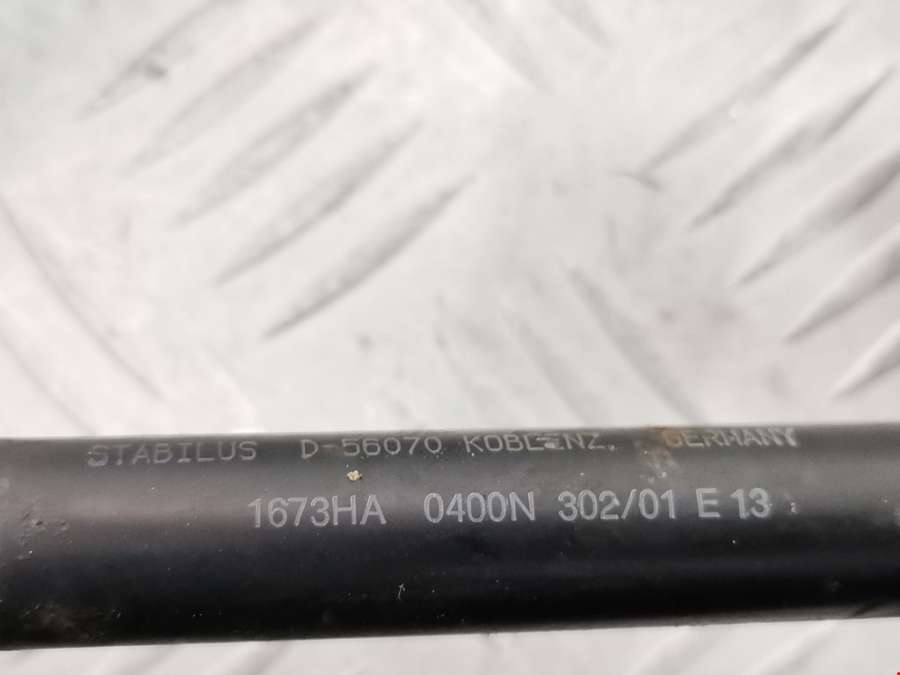 STABILUS D-56070 KOBLENZ, GERMANY
1673HA 0400N 302/01 E 13